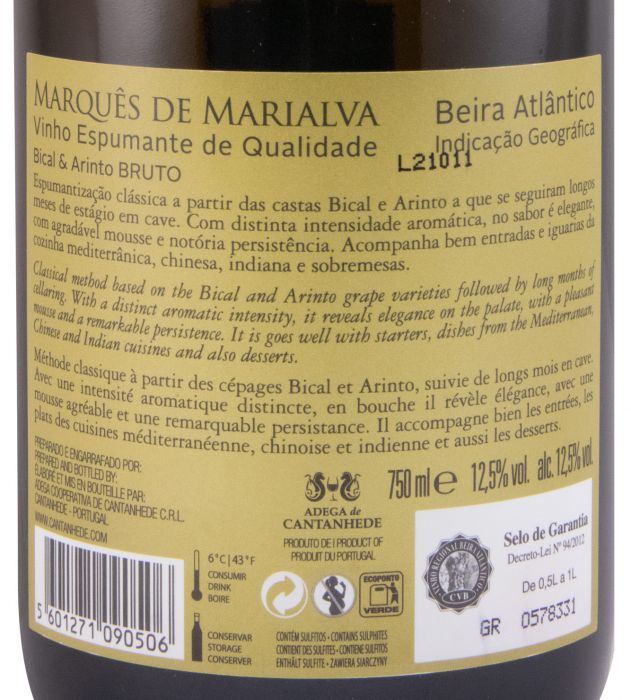 MARQUÊS DE MARIALVA
Vinho Espumante de Qualidade
Bical & Arinto BRUTO
Beira Atlântico
Indicação Geográfica
L21011
Espumantização clássica a partir das castas Bical e Arinto a que se seguiram longos
meses de estágio em cave. Com distinta intensidade aromática, no sabor é elegante,
com agradável mousse e notória persistência. Acompanha bem entradas e iguarias da
cozinha mediterrânica, chinesa, indiana e sobremesas.
Classical method based on the Bical and Arinto grape varieties followed by long months of
cellaring. With a distinct aromatic intensity, it reveals elegance on the palate, with a pleasant
mousse and a remarkable persistence. It is goes well with starters, dishes from the Mediterranean,
Chinese and Indian cuisines and also desserts.
Méthode classique à partir des cépages Bical et Arinto, suivie de longs mois en cave.
Avec une intensité aromatique distincte, en bouche il révèle élégance, avec une
mousse agréable et une remarquable persistance. Il accompagne bien les entrées, les
plats des cuisines méditerranéenne, chinoise et indienne et aussi les desserts.
PREPARADO E ENGARRAFADO POR:
PREPARED AND BOTTLED BY:
ÉLABORÉ ET MIS EN BOUTEILLE PAR:
ADEGA COOPERATIVA DE CANTANHEDE C.R.L.
CANTANHEDE - PORTUGAL
WWW.CANTANHEDE.COM
ADEGA de
CANTANHEDE
PRODUTO DE | PRODUCT OF
PRODUIT DU PORTUGAL
750 ml e 12,5% vol. alc. 12,5% vol.
5 601271 090506
6°C|43°F
CONSUMIR
DRINK
BOIRE
CONSERVAR
STORAGE
CONSERVER
ECOPONTO
VERDE
CONTÉM SULFITOS - CONTAINS SULPHITES
CONTIENT DES SULFITES - CONTIENE SULFITOS
ENTHÄLT SULFITE - ZAWIERA SIARCZYNY
CVB
Selo de Garantia
Decreto-Lei Nº 94/2012
De 0,5L a 1L
GR 0578331